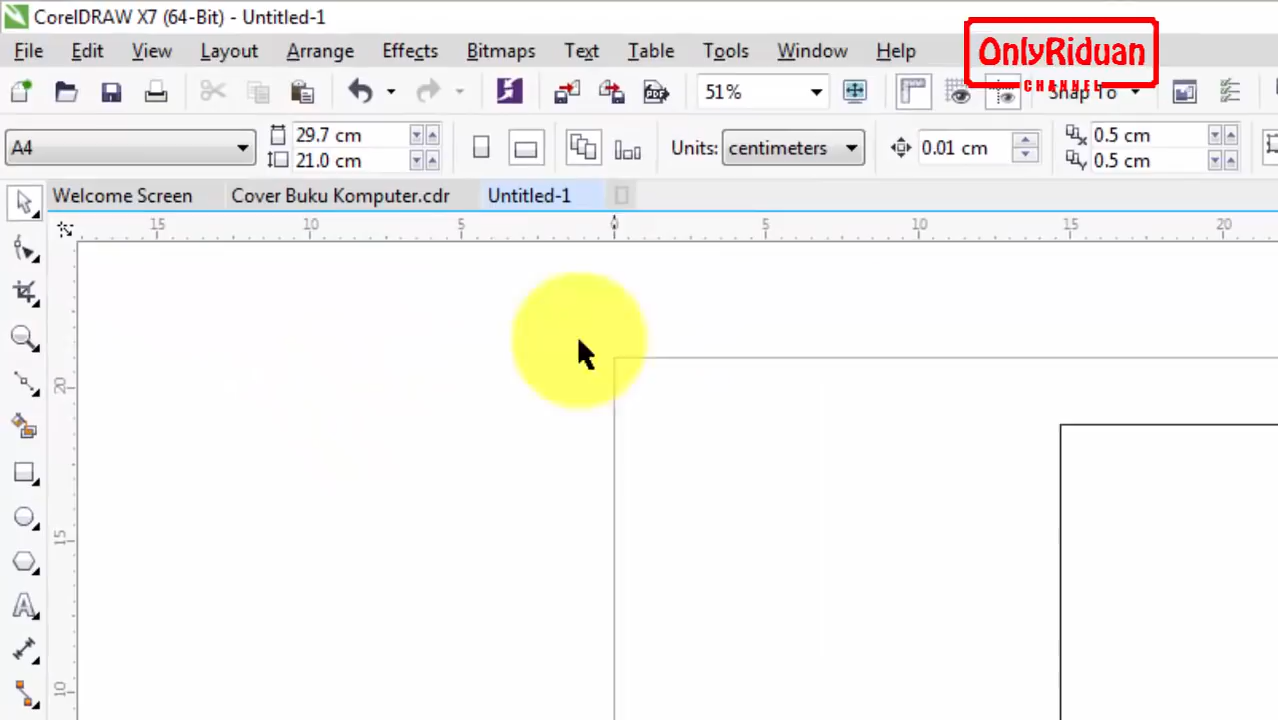 CorelDRAW X7 (64-Bit) - Untitled-1
File Edit View Layout Arrange Effects Bitmaps Text Table Tools Window Help
OnlyRiduan
CHANNEL
51% Snap To
A4 29.7 cm 21.0 cm Units: centimeters 0.01 cm 0.5 cm 0.5 cm
Welcome Screen Cover Buku Komputer.cdr Untitled-1
15 10 5 0 5 10 15 20
20
15
10